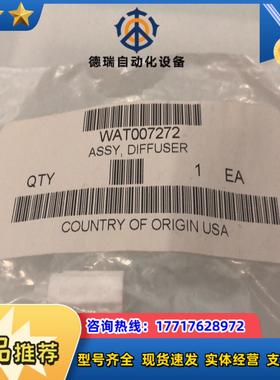 德瑞自动化设备
WAT007272
ASSY, DIFFUSER
QTY 1 EA
COUNTRY OF ORIGIN USA
咨询热线：17717628972
品推荐 型号齐全 现货速发 实体经营 支